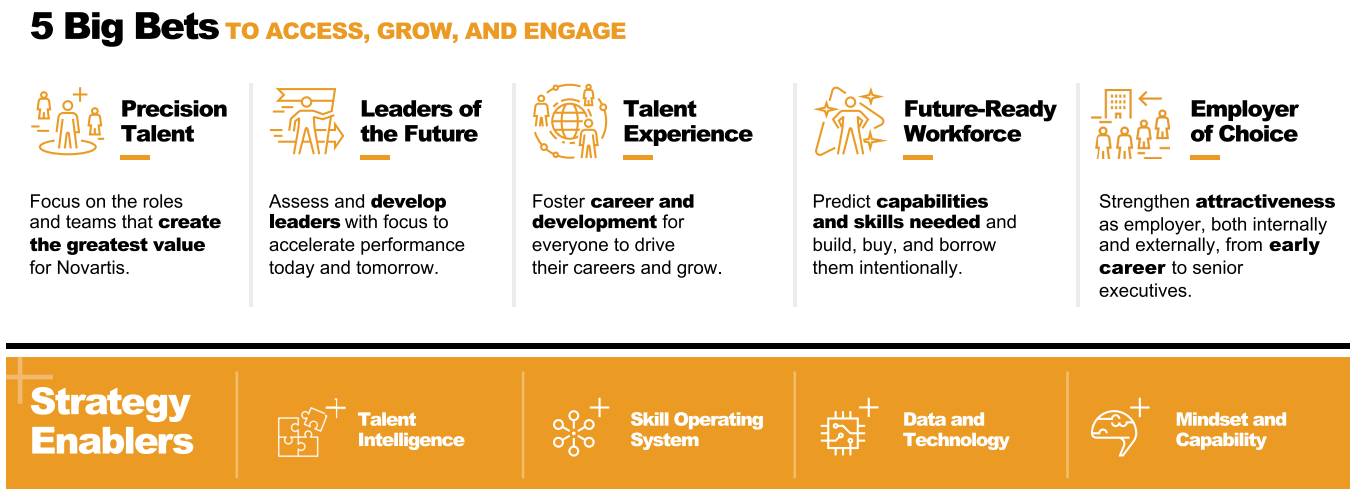 5 Big Bets TO ACCESS, GROW, AND ENGAGE
Precision
Talent
Focus on the roles
and teams that create
the greatest value
for Novartis.
Leaders of
the Future
Assess and develop
leaders with focus to
accelerate performance
today and tomorrow.
Talent
Experience
Foster career and
development for
everyone to drive
their careers and grow.
Future-Ready
Workforce
Predict capabilities
and skills needed and
build, buy, and borrow
them intentionally.
Employer
of Choice
Strengthen attractiveness
as employer, both internally
and externally, from early
career to senior
executives.
Strategy
Enablers
Talent
Intelligence
Skill Operating
System
Data and
Technology
Mindset and
Capability